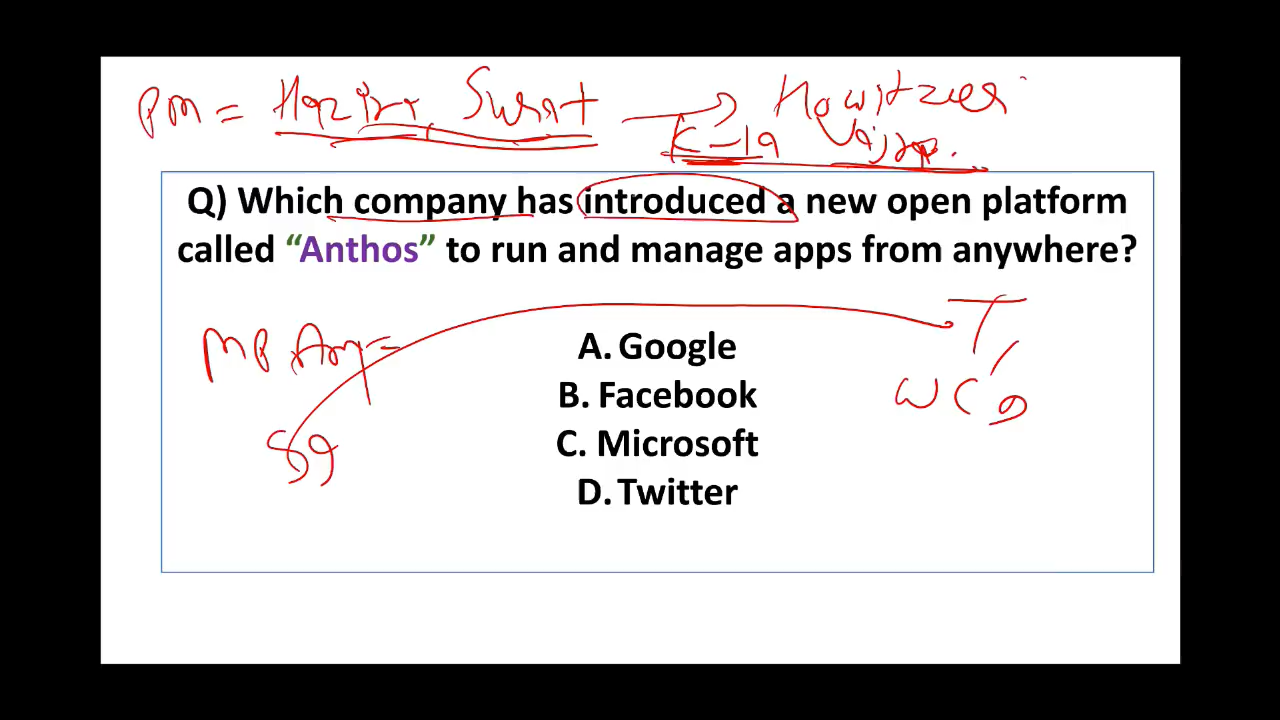 PM = Hazira Surat → Howitzer
K-19 Vajra.
Q) Which company has introduced a new open platform
called “Anthos” to run and manage apps from anywhere?
A. Google
B. Facebook
C. Microsoft
D. Twitter